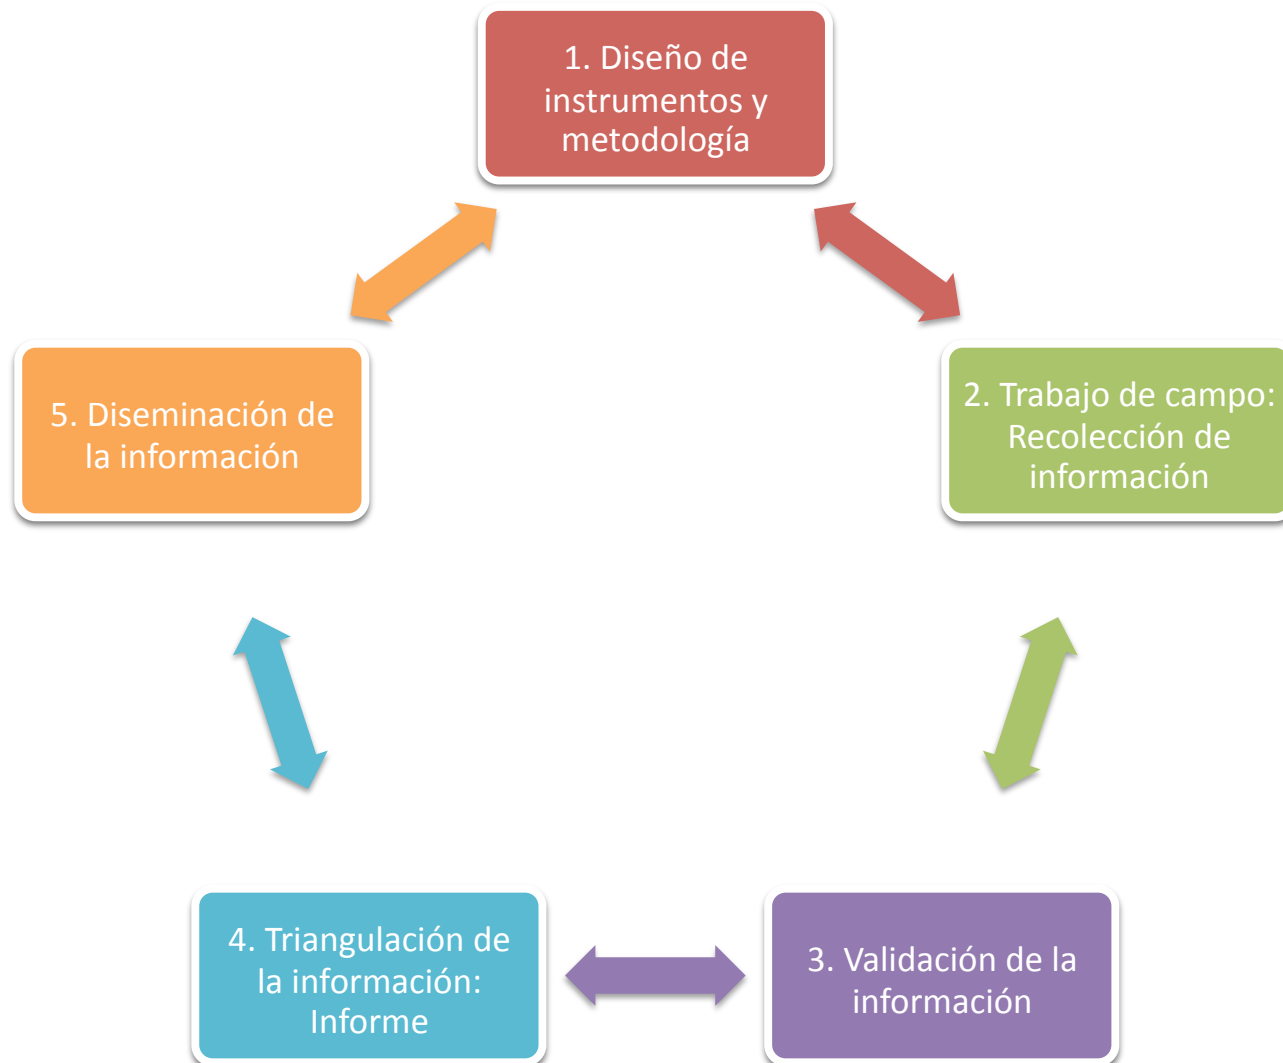 1. Diseño de
instrumentos y
metodología
2. Trabajo de campo:
Recolección de
información
3. Validación de la
información
4. Triangulación de
la información:
Informe
5. Diseminación de
la información